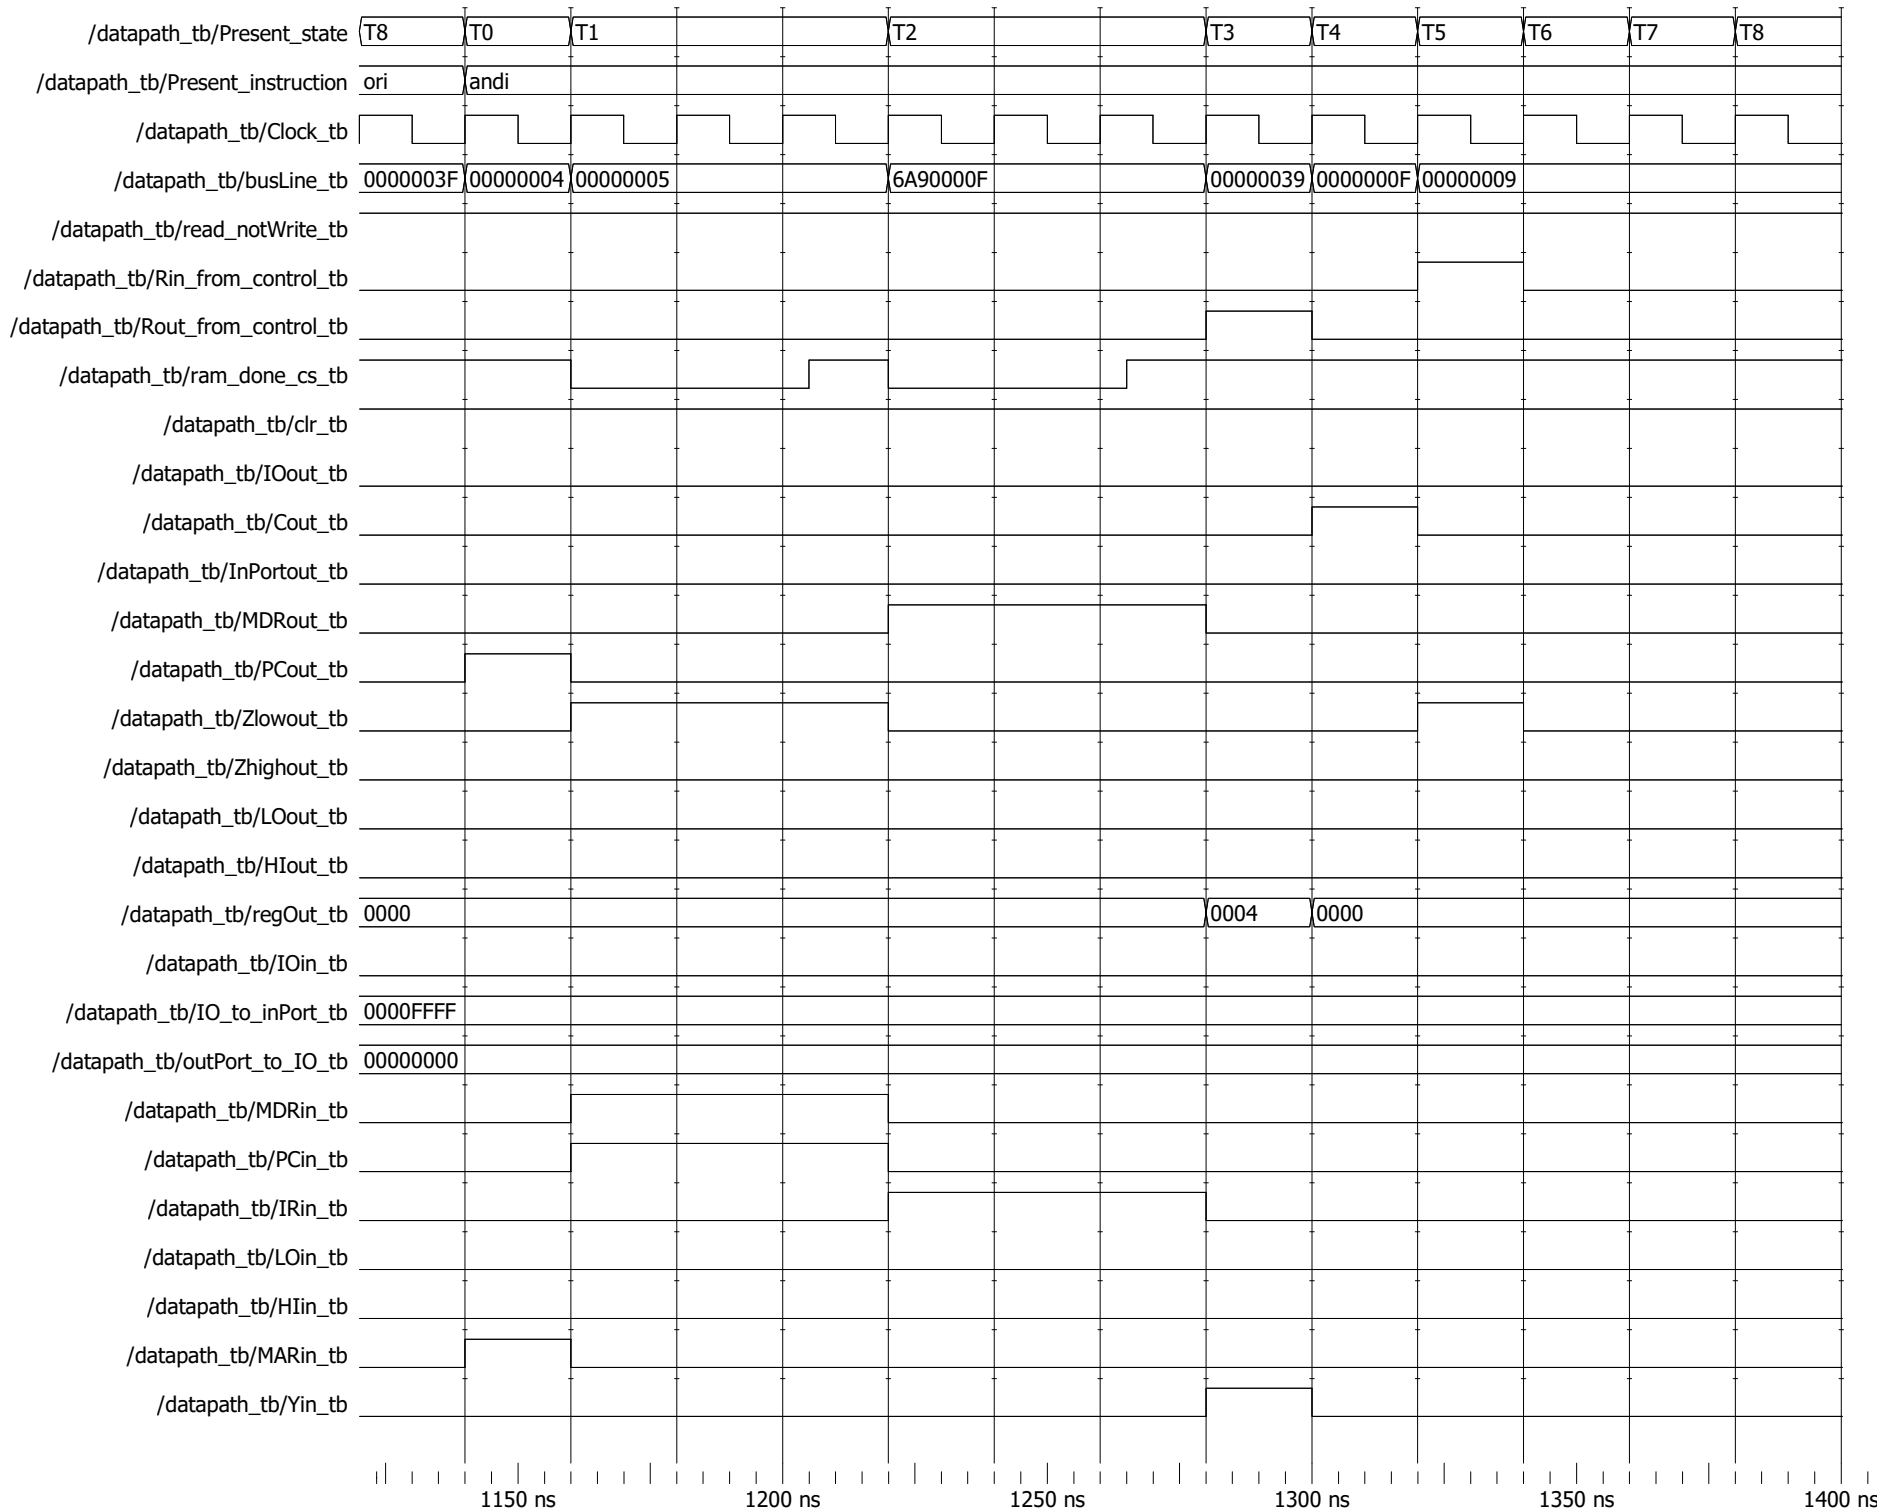 /datapath_tb/Present_state T8 T0 T1 T2 T3 T4 T5 T6 T7 T8
/datapath_tb/Present_instruction ori andi
/datapath_tb/Clock_tb
/datapath_tb/busLine_tb 0000003F 00000004 00000005 6A90000F 00000039 0000000F 00000009
/datapath_tb/read_notWrite_tb
/datapath_tb/Rin_from_control_tb
/datapath_tb/Rout_from_control_tb
/datapath_tb/ram_done_cs_tb
/datapath_tb/clr_tb
/datapath_tb/IOout_tb
/datapath_tb/Cout_tb
/datapath_tb/InPortout_tb
/datapath_tb/MDRout_tb
/datapath_tb/PCout_tb
/datapath_tb/Zlowout_tb
/datapath_tb/Zhighout_tb
/datapath_tb/LOout_tb
/datapath_tb/HIout_tb
/datapath_tb/regOut_tb 0000 0004 0000
/datapath_tb/IOin_tb
/datapath_tb/IO_to_inPort_tb 0000FFFF
/datapath_tb/outPort_to_IO_tb 00000000
/datapath_tb/MDRin_tb
/datapath_tb/PCin_tb
/datapath_tb/IRin_tb
/datapath_tb/LOin_tb
/datapath_tb/HIin_tb
/datapath_tb/MARin_tb
/datapath_tb/Yin_tb
1150 ns 1200 ns 1250 ns 1300 ns 1350 ns 1400 ns